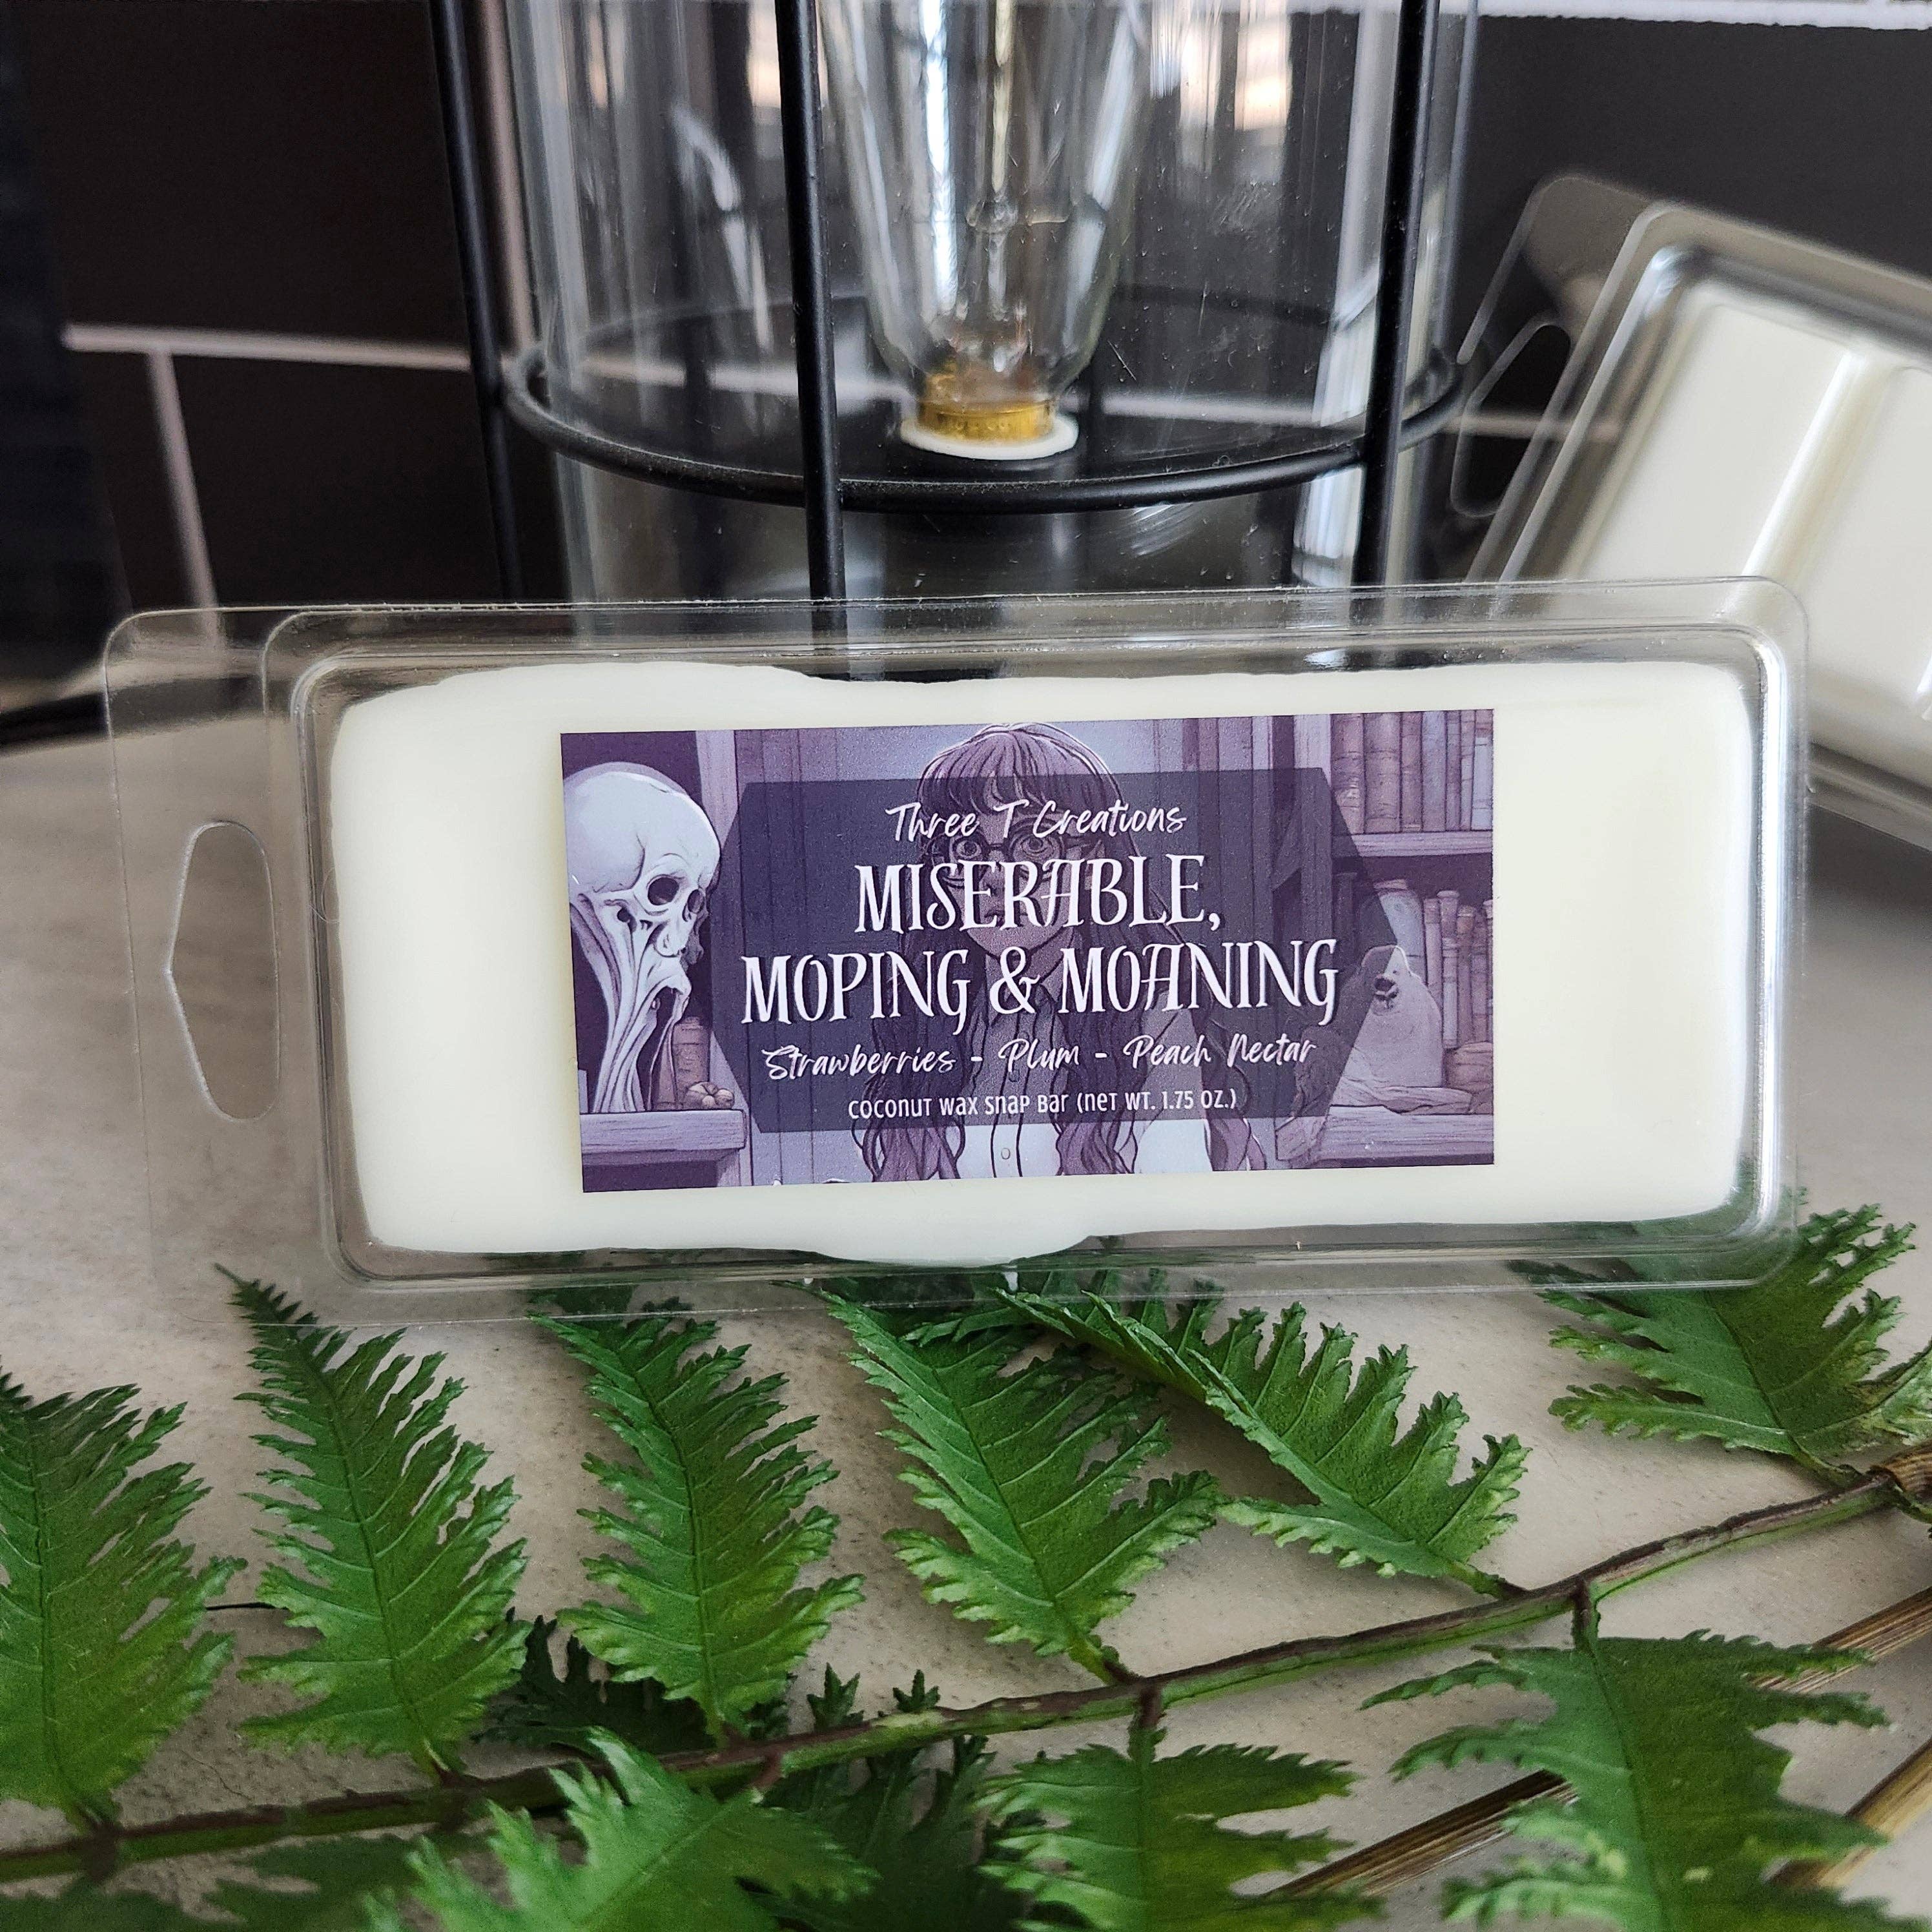 Three T Creations
MISERABLE,
MOPING & MOANING
Strawberries - Plum - Peach Nectar
COCONUT WAX SNAP BAR (NET WT. 1.75 OZ.)